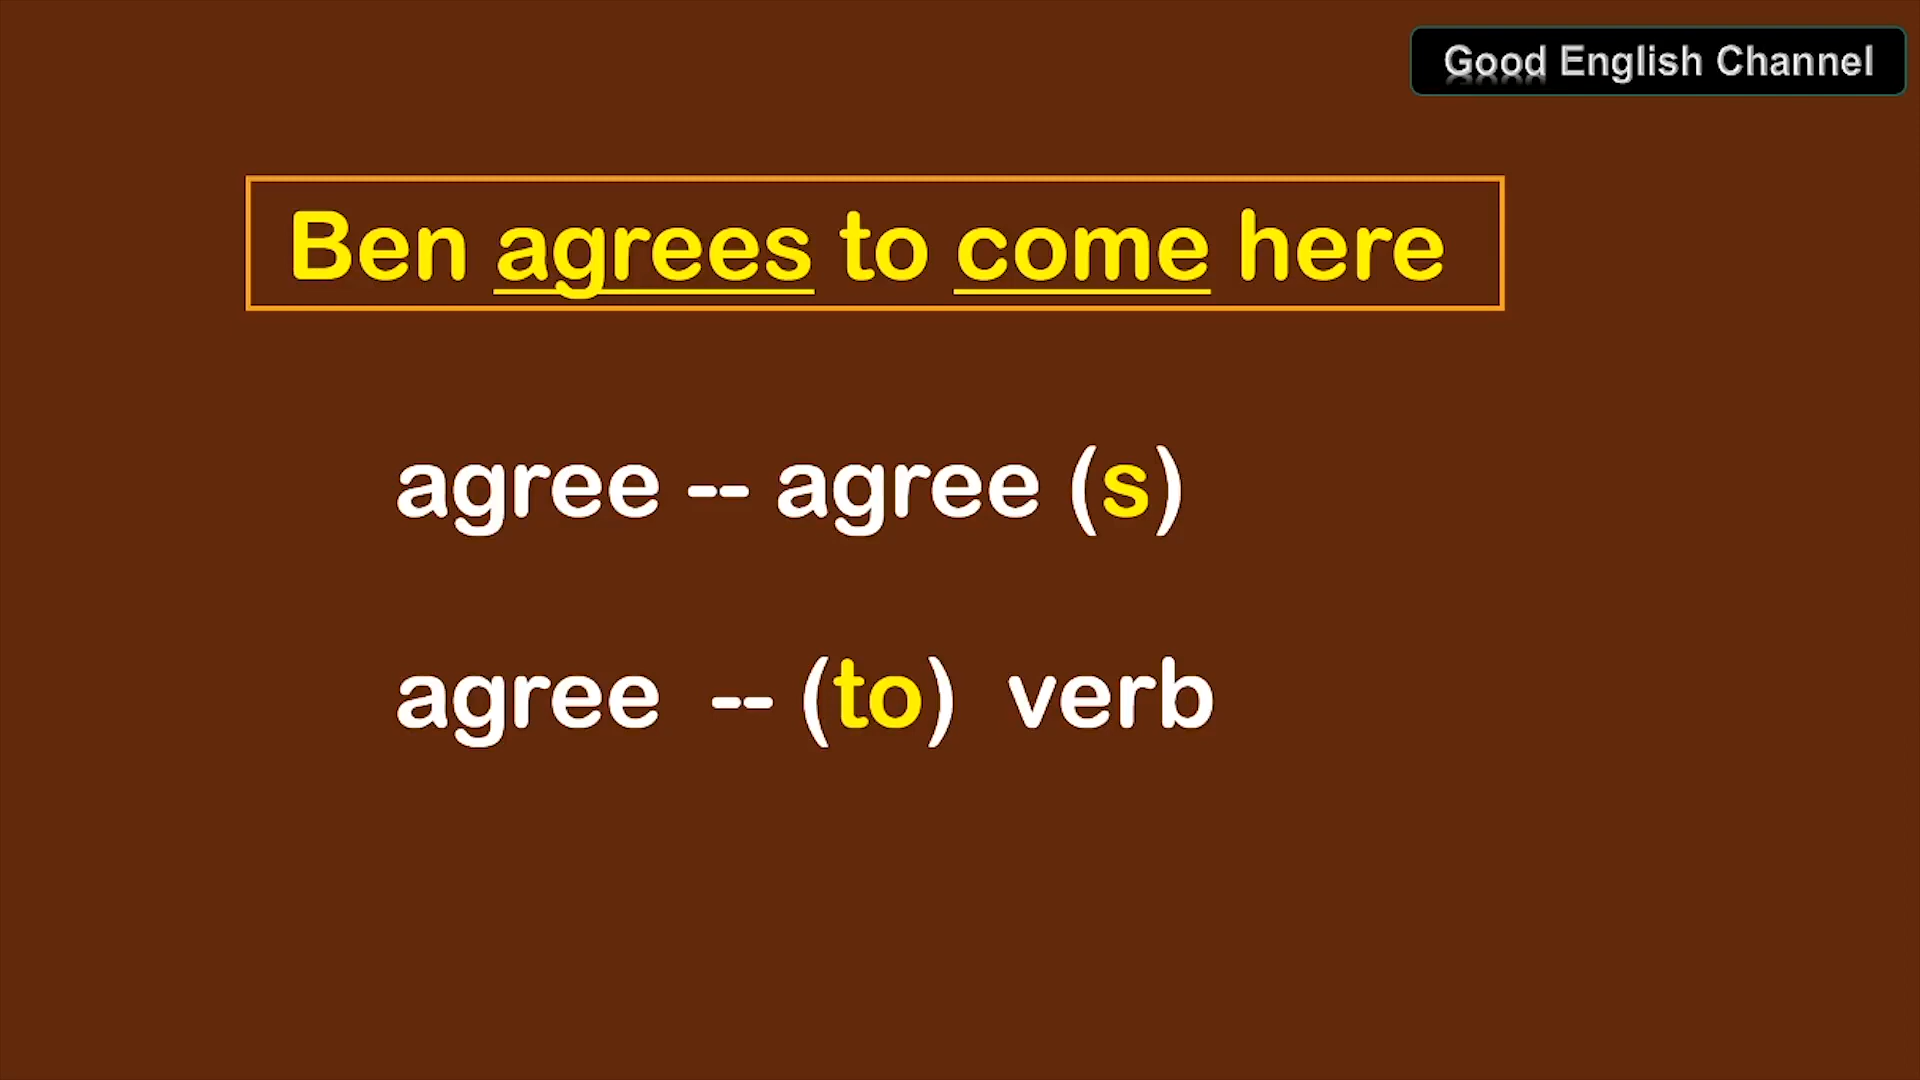 Good English Channel
Ben agrees to come here
agree -- agree (s)
agree -- (to) verb